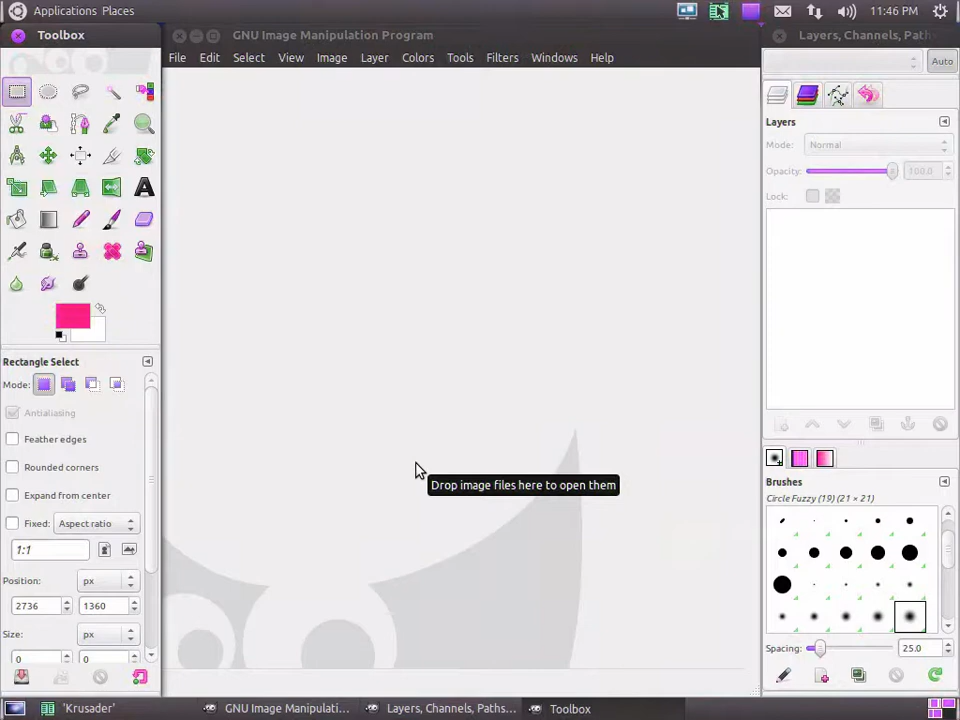 Applications Places
11:46 PM
Toolbox
GNU Image Manipulation Program
Layers, Channels, Paths
File Edit Select View Image Layer Colors Tools Filters Windows Help
Auto
Layers
Mode: Normal
Opacity: 100.0
Lock:
Rectangle Select
Mode:
Antialiasing
Feather edges
Rounded corners
Expand from center
Fixed: Aspect ratio
1:1
Position: px
2736 1360
Size: px
0 0
Drop image files here to open them
Brushes
Circle Fuzzy (19) (21 × 21)
Spacing: 25.0
'Krusader'
GNU Image Manipulati...
Layers, Channels, Paths...
Toolbox